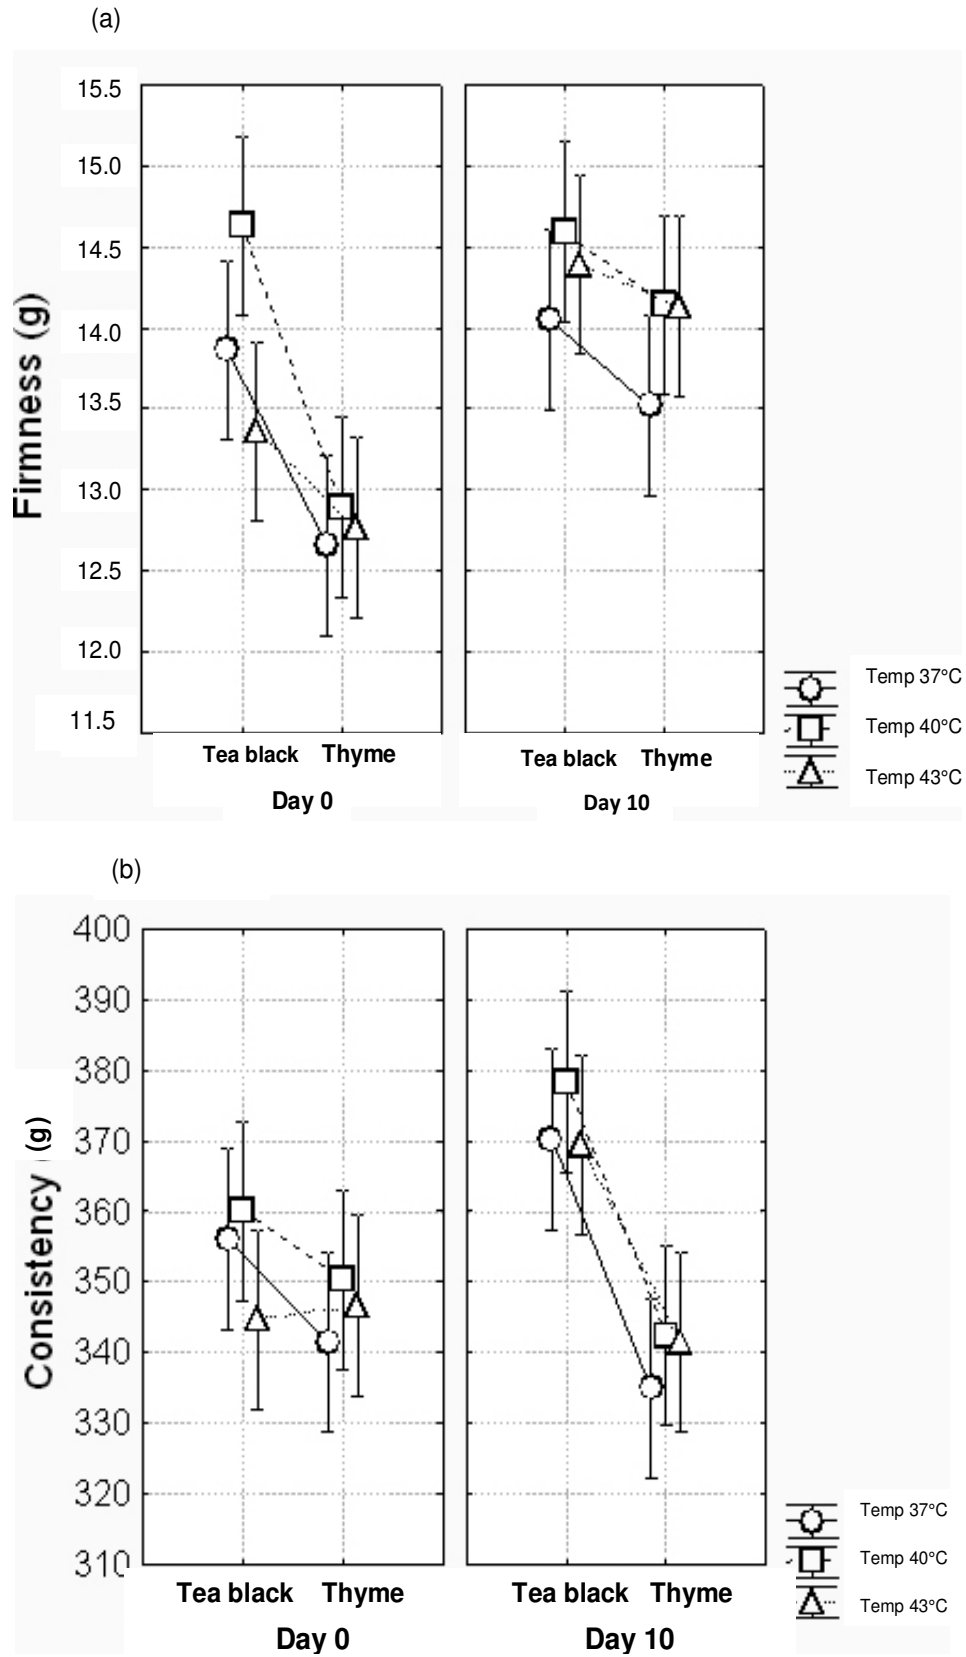 (a)
Firmness (g)
15.5
15.0
14.5
14.0
13.5
13.0
12.5
12.0
11.5
Tea black Thyme
Day 0
Tea black Thyme
Day 10
Temp 37°C
Temp 40°C
Temp 43°C
(b)
Consistency (g)
400
390
380
370
360
350
340
330
320
310
Tea black Thyme
Day 0
Tea black Thyme
Day 10
Temp 37°C
Temp 40°C
Temp 43°C